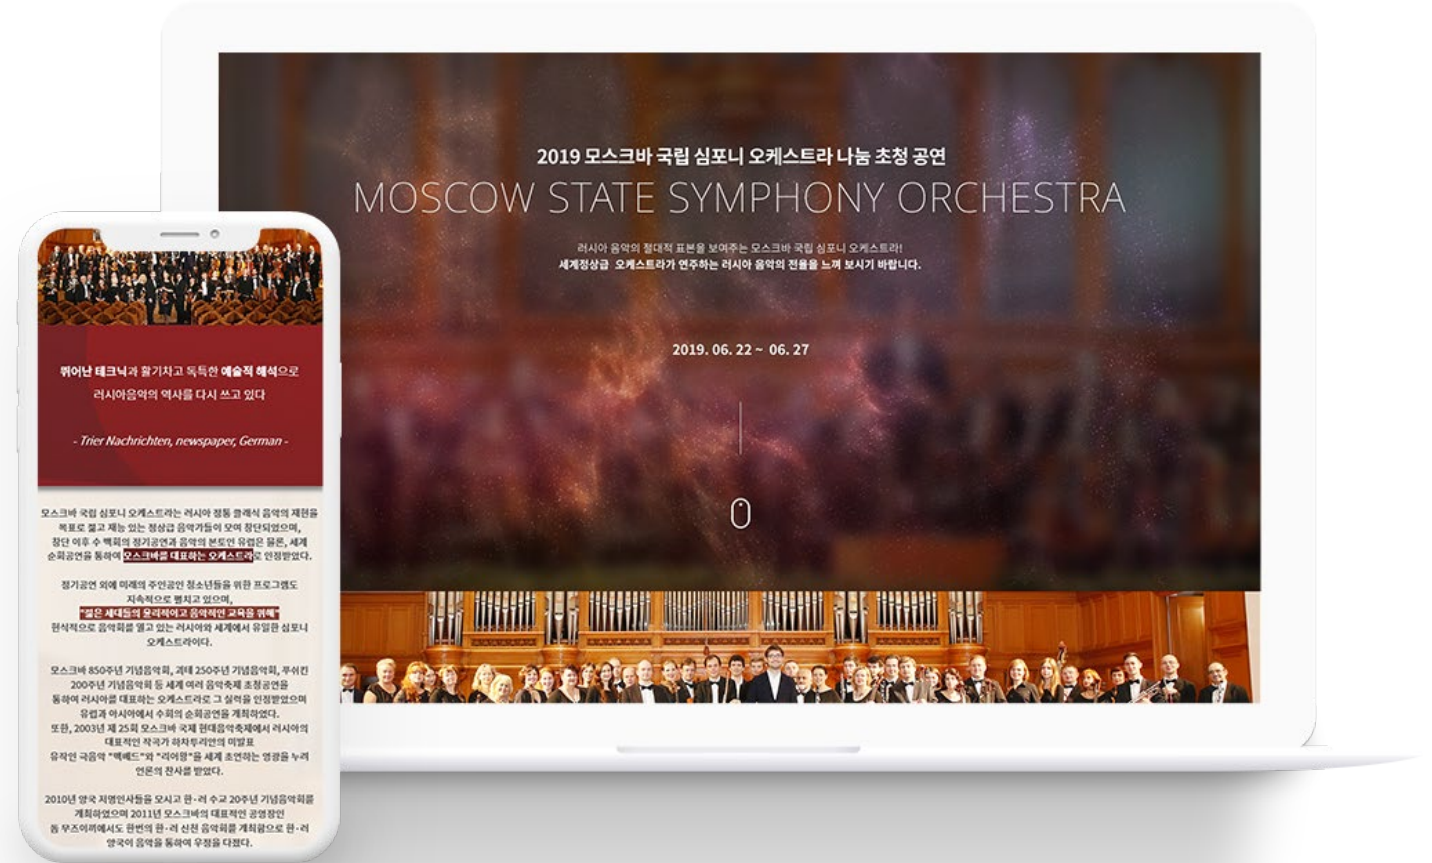 2019 모스크바 국립 심포니 오케스트라 나눔 초청 공연
MOSCOW STATE SYMPHONY ORCHESTRA
러시아 음악의 절대적 표본을 보여주는 모스크바 국립 심포니 오케스트라!
세계정상급 오케스트라가 연주하는 러시아 음악의 전율을 느껴 보시기 바랍니다.
2019. 06. 22 ~ 06. 27
뛰어난 테크닉과 활기차고 독특한 예술적 해석으로
러시아음악의 역사를 다시 쓰고 있다
- Trier Nachrichten, newspaper, German -
모스크바 국립 심포니 오케스트라는 러시아 정통 클래식 음악의 재현을
목표로 젊고 재능 있는 정상급 음악가들이 모여 창단되었으며,
창단 이후 수 백회의 정기공연과 음악의 본토인 유럽은 물론, 세계
순회공연을 통하여 모스크바를 대표하는 오케스트라로 인정받았다.
정기공연 외에 미래의 주인공인 청소년들을 위한 프로그램도
지속적으로 펼치고 있으며,
"젊은 세대들의 윤리적이고 음악적인 교육을 위해"
현식적으로 음악회를 열고 있는 러시아와 세계에서 유일한 심포니
오케스트라이다.
모스크바 850주년 기념음악회, 괴테 250주년 기념음악회, 푸쉬킨
200주년 기념음악회 등 세계 여러 음악축제 초청공연을
통하여 러시아를 대표하는 오케스트라로 그 실력을 인정받았으며
유럽과 아시아에서 수회의 순회공연을 개최하였다.
또한, 2003년 제 25회 모스크바 국제 현대음악축제에서 러시아의
대표적인 작곡가 하차투리안의 미발표
유작인 극음악 "맥베드"와 "리어왕"을 세계 초연하는 영광을 누려
언론의 찬사를 받았다.
2010년 양국 저명인사들을 모시고 한-러 수교 20주년 기념음악회를
개최하였으며 2011년 모스크바의 대표적인 공영장인
돔 무즈이끼에서도 한번의 한-러 신천 음악회를 개최함으로 한-러
양국이 음악을 통하여 우정을 다졌다.